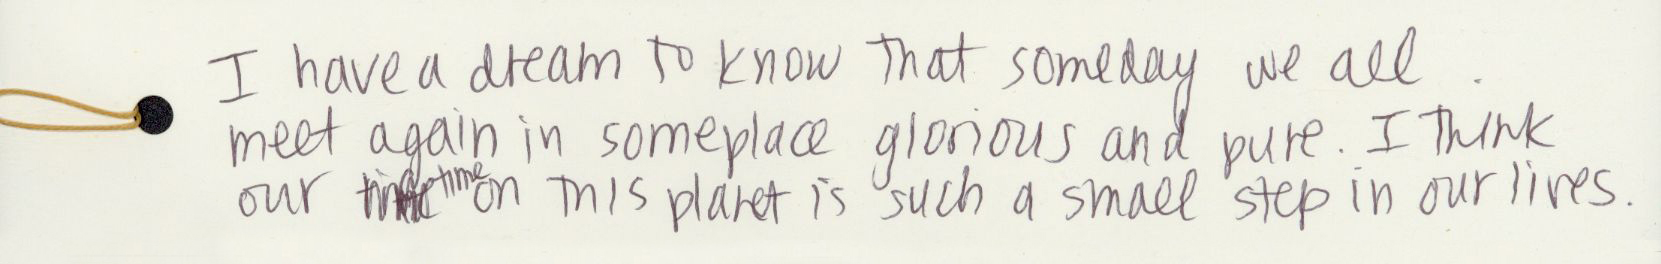 I have a dream to know that someday we all .
meet again in someplace glorious and pure. I think
our time on this planet is such a small step in our lives.